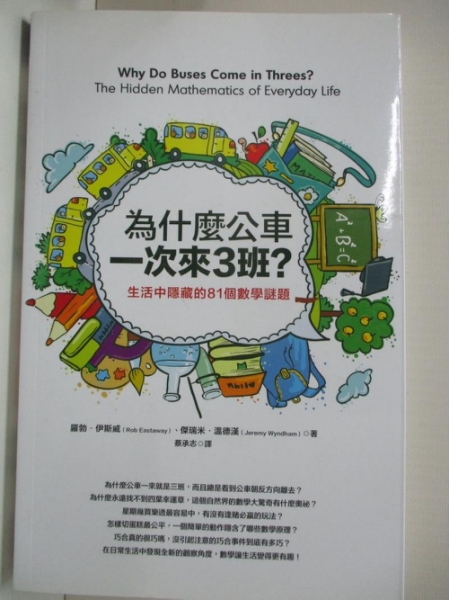 Why Do Buses Come in Threes?
The Hidden Mathematics of Everyday Life
為什麼公車
一次來3班?
生活中隱藏的81個數學謎題
A²
+B²=C²
羅勃．伊斯威(Rob Eastaway)、傑瑞米．溫德漢(Jeremy Wyndham)著
蔡承志 譯
為什麼公車一來就是三班，而且總是看到公車朝反方向離去？
為什麼永遠找不到四葉幸運草，這個自然界的數學大驚奇有什麼奧祕？
星期幾買樂透最容易中，有沒有逢賭必贏的玩法？
怎樣切蛋糕最公平，一個簡單的動作隱含了哪些數學原理？
巧合真的很巧嗎，沒引起注意的巧合事件到底有多巧？
在日常生活中發現全新的觀察角度，數學讓生活變得更有趣！